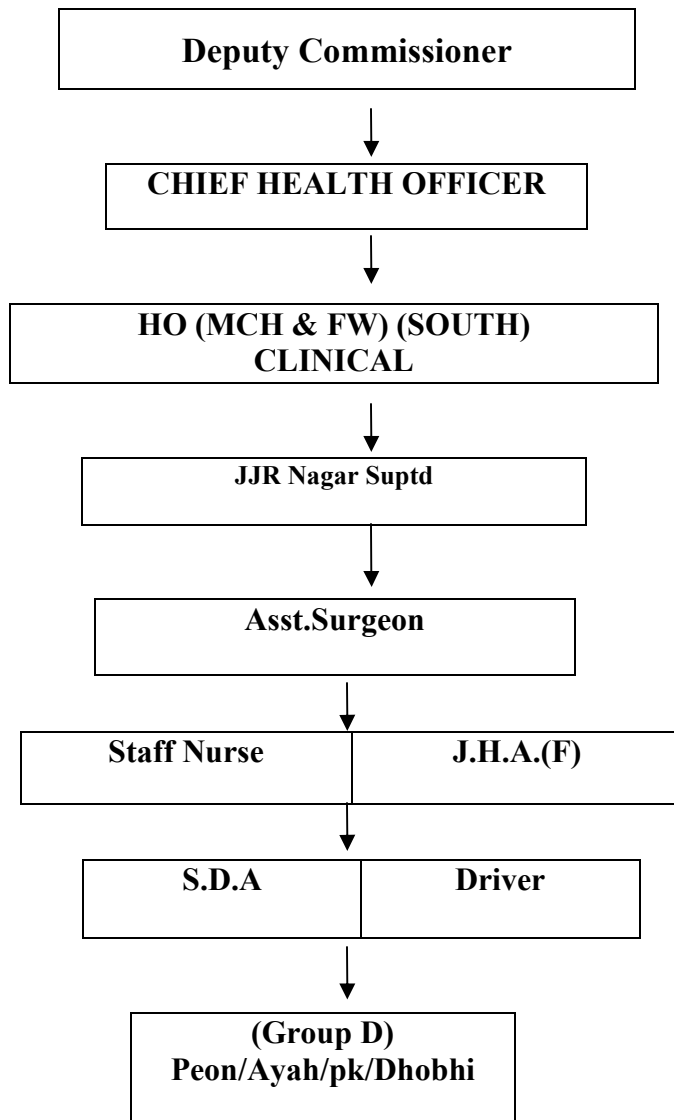 Deputy Commissioner
CHIEF HEALTH OFFICER
HO (MCH & FW) (SOUTH)
CLINICAL
JJR Nagar Suptd
Asst.Surgeon
Staff Nurse
J.H.A.(F)
S.D.A
Driver
(Group D)
Peon/Ayah/pk/Dhobhi